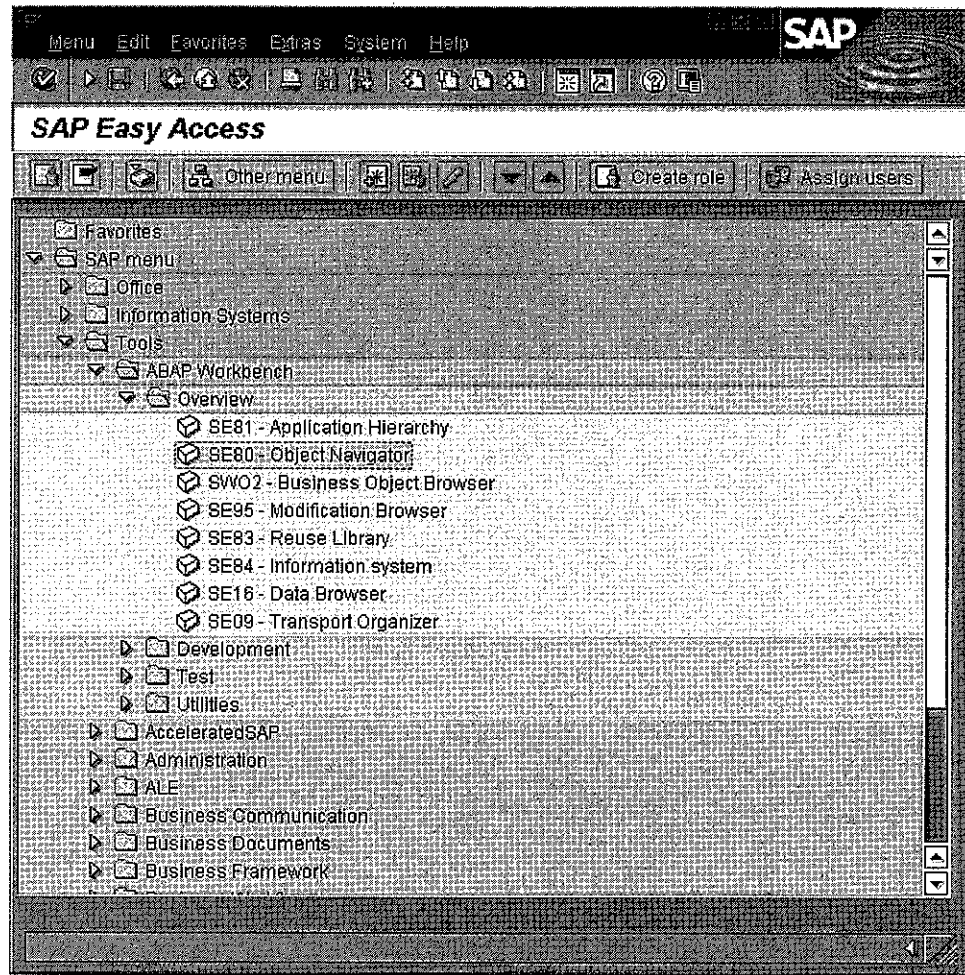 SAP
Menu Edit Favorites Extras System Help
SAP Easy Access
Other menu Create role Assign users
Favorites
SAP menu
Office
Information Systems
Tools
ABAP Workbench
Overview
SE81 - Application Hierarchy
SE80 - Object Navigator
SWO2 - Business Object Browser
SE95 - Modification Browser
SE83 - Reuse Library
SE84 - Information system
SE16 - Data Browser
SE09 - Transport Organizer
Development
Test
Utilities
AcceleratedSAP
Administration
ALE
Business Communication
Business Documents
Business Framework